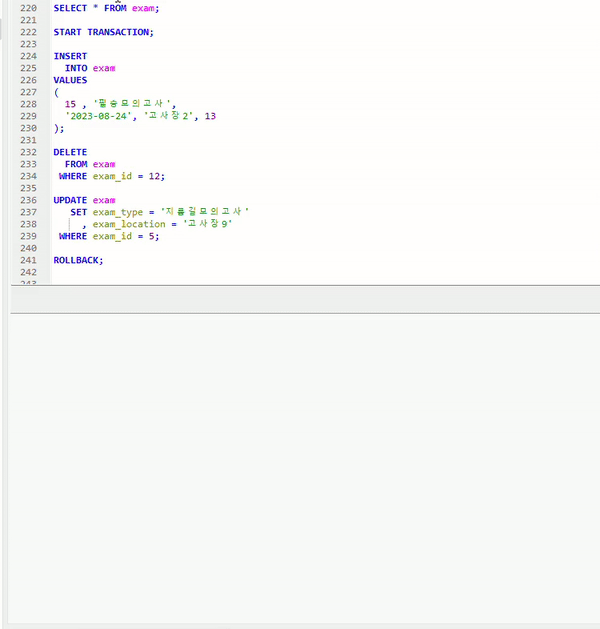 220 SELECT * FROM exam;
221
222 START TRANSACTION;
223
224 INSERT
225   INTO exam
226 VALUES
227 (
228   15 , '필승모의고사',
229   '2023-08-24', '고사장2', 13
230 );
231
232 DELETE
233   FROM exam
234  WHERE exam_id = 12;
235
236 UPDATE exam
237    SET exam_type = '지름길모의고사'
238      , exam_location = '고사장9'
239  WHERE exam_id = 5;
240
241 ROLLBACK;
242
243